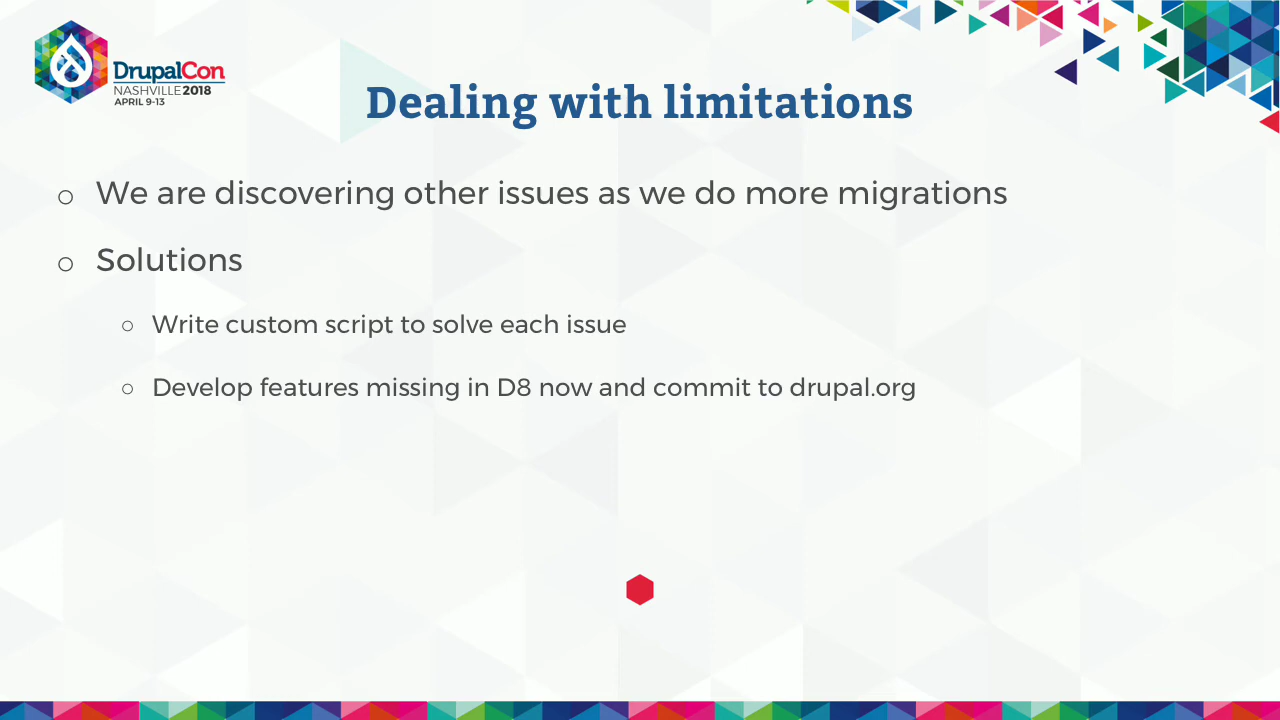 DrupalCon
NASHVILLE 2018
APRIL 9-13
Dealing with limitations
We are discovering other issues as we do more migrations
Solutions
Write custom script to solve each issue
Develop features missing in D8 now and commit to drupal.org